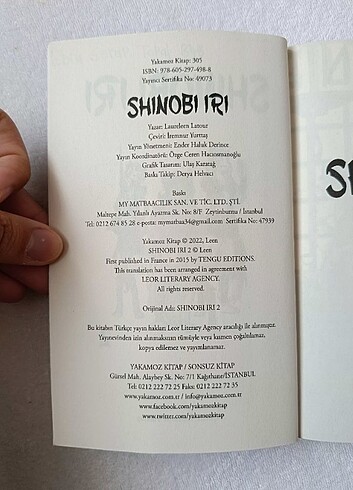 Yakamoz Kitap: 305
ISBN: 978-605-297-498-8
Yayıncı Sertifika No: 49073
SHINOBI IRI
Yazar: Laureleen Latour
Çeviri: İremnur Yurttaş
Yayın Yönetmeni: Ender Haluk Derince
Yayın Koordinatörü: Özge Ceren Hacıosmanoğlu
Grafik Tasarım: Ulaş Karatağ
Baskı Takip: Derya Helvacı
Baskı
MY MATBAACILIK SAN. VE TİC. LTD. ŞTİ.
Maltepe Mah. Yılanlı Ayazma Sk. No: 8/F Zeytinburnu / İstanbul
Tel: 0212 674 85 28 e-posta: mymatbaa34@gmail.com Sertifika No: 47939
Yakamoz Kitap © 2022, Leen
SHINOBI IRI 2 © Leen
First published in France in 2015 by TENGU EDITIONS.
This translation has been arranged in agreement with
LEOR LITERARY AGENCY.
All rights reserved.
Orijinal Adı: SHINOBI IRI 2
Bu kitabın Türkçe yayın hakları Leor Literary Agency aracılığı ile alınmıştır.
Yayınevinden izin alınmaksızın tümüyle veya kısmen çoğaltılamaz,
kopya edilemez ve yayımlanamaz.
YAKAMOZ KİTAP / SONSUZ KİTAP
Gürsel Mah. Alaybey Sk. No: 7/1 Kağıthane/İSTANBUL
Tel: 0212 222 72 25 Faks: 0212 222 72 35
www.yakamoz.com.tr / info@yakamoz.com.tr
www.facebook.com/yakamozkitap
www.twitter.com/yakamozkitap